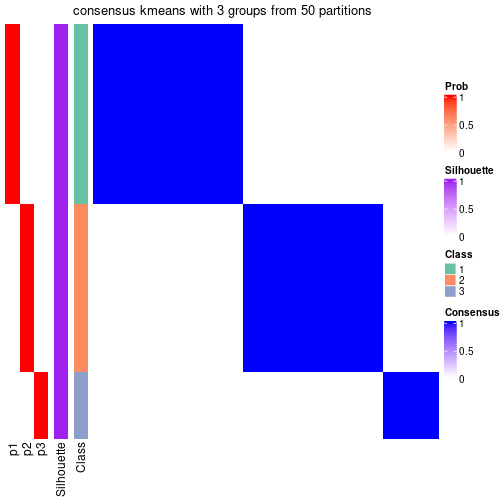 consensus kmeans with 3 groups from 50 partitions
Prob
1
0.5
0
Silhouette
1
0.5
0
Class
1
2
3
Consensus
1
0.5
0
p1
p2
p3
Silhouette
Class